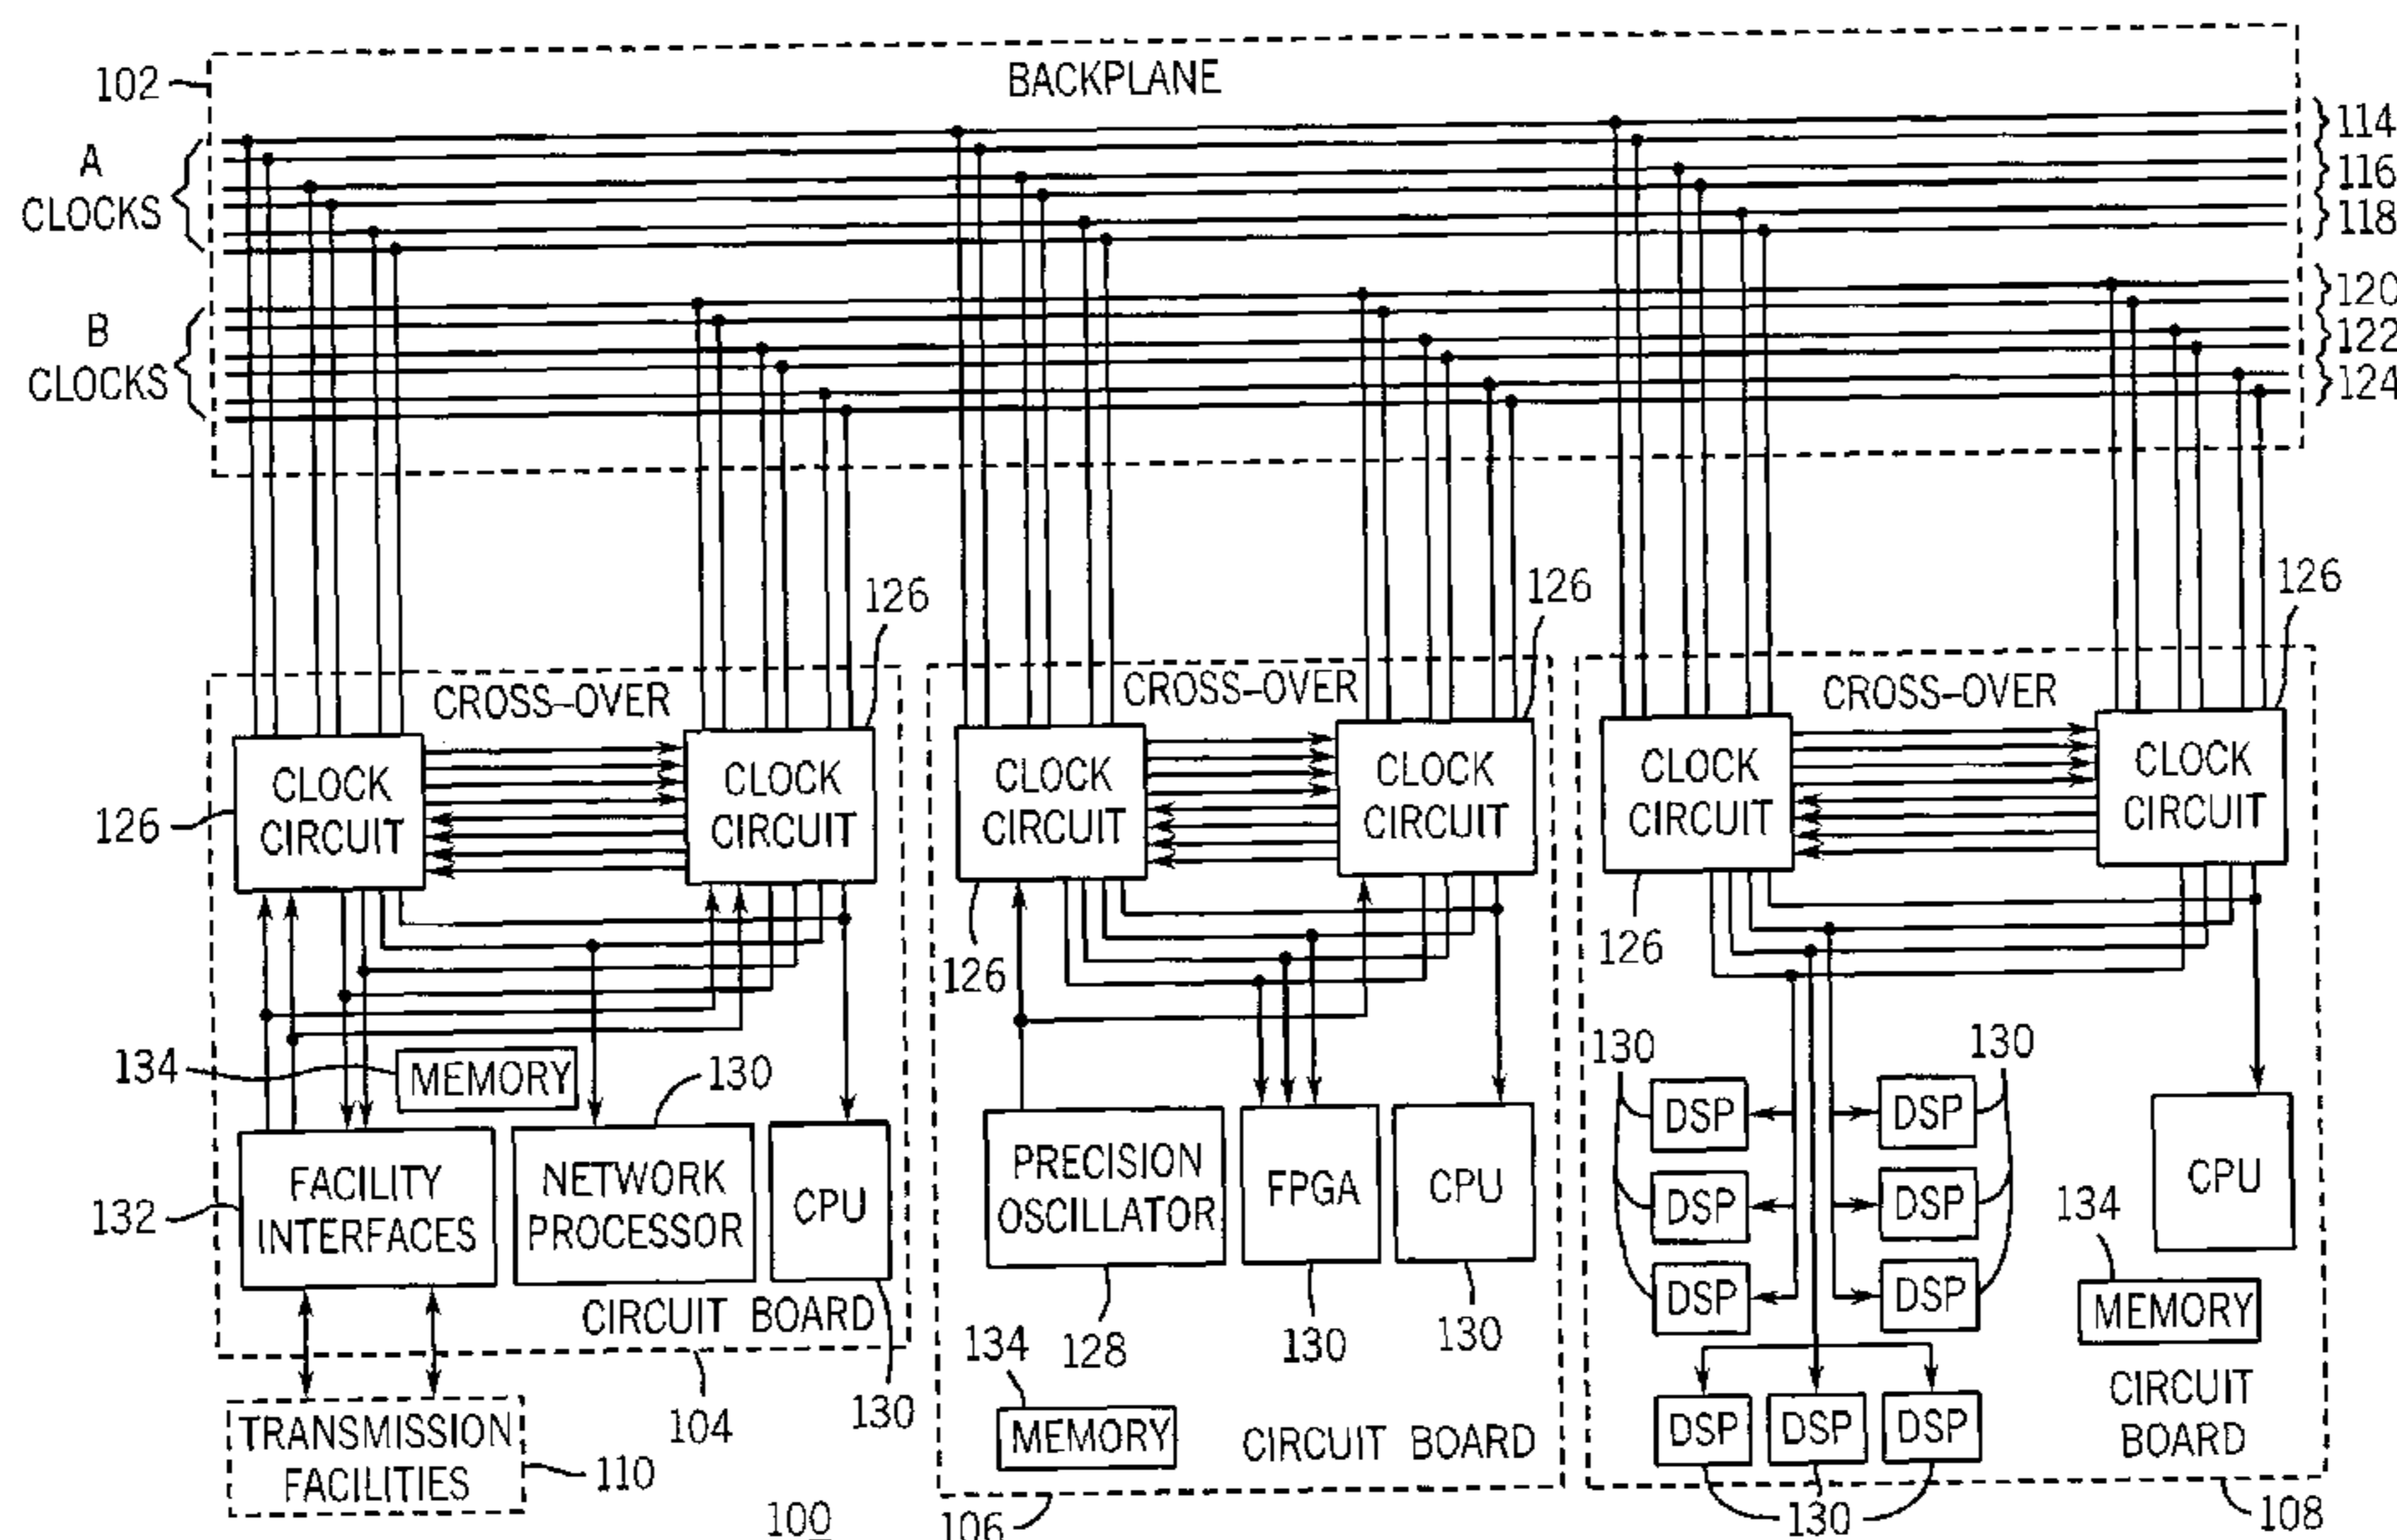 BACKPLANE
102
A
CLOCKS
114
116
118
B
CLOCKS
120
122
124
126
126
126
CROSS–OVER
CROSS–OVER
CROSS–OVER
CLOCK
CIRCUIT
CLOCK
CIRCUIT
CLOCK
CIRCUIT
CLOCK
CIRCUIT
CLOCK
CIRCUIT
CLOCK
CIRCUIT
126
126
126
134
MEMORY
130
132
FACILITY
INTERFACES
NETWORK
PROCESSOR
CPU
CIRCUIT BOARD
130
104
TRANSMISSION
FACILITIES
110
PRECISION
OSCILLATOR
FPGA
CPU
128
130
130
134
MEMORY
CIRCUIT BOARD
106
130
130
DSP
DSP
DSP
DSP
DSP
DSP
CPU
134
MEMORY
DSP
DSP
DSP
CIRCUIT
BOARD
130
108
100